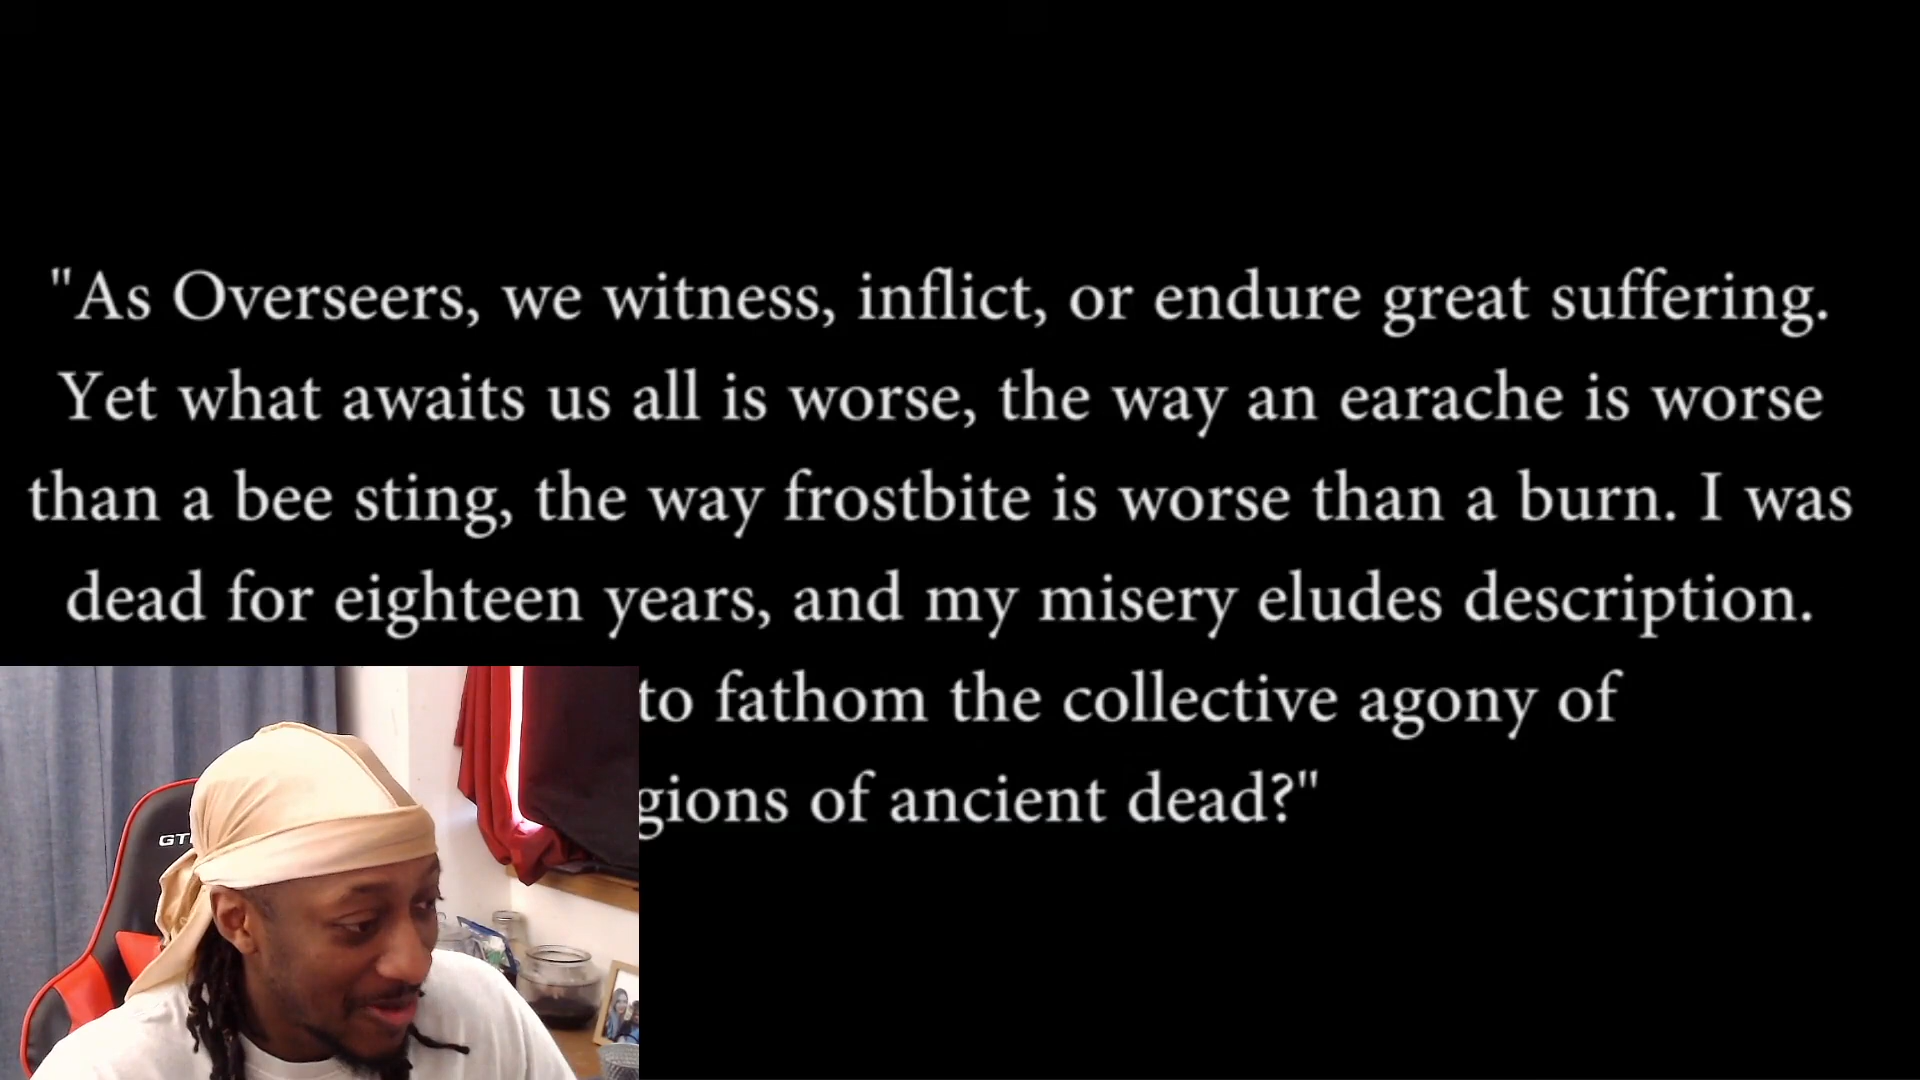 "As Overseers, we witness, inflict, or endure great suffering.
Yet what awaits us all is worse, the way an earache is worse
than a bee sting, the way frostbite is worse than a burn. I was
dead for eighteen years, and my misery eludes description.
to fathom the collective agony of
gions of ancient dead?"
GT